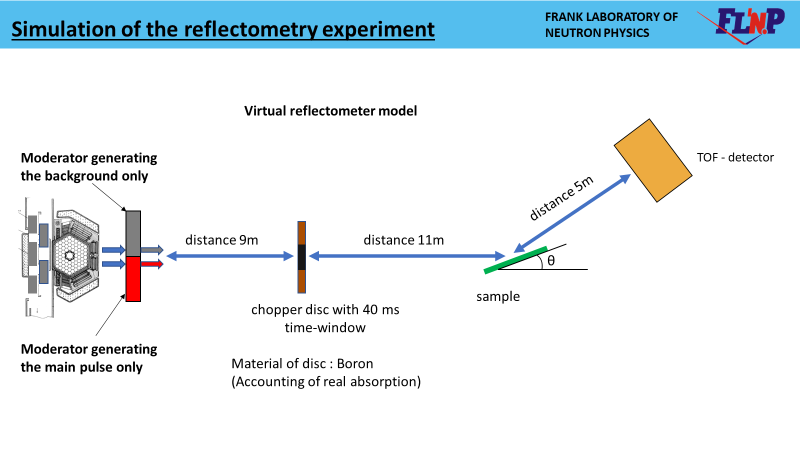 Simulation of the reflectometry experiment
FRANK LABORATORY OF
NEUTRON PHYSICS
FLNP
Virtual reflectometer model
Moderator generating
the background only
TOF - detector
distance 5m
distance 9m
distance 11m
θ
sample
chopper disc with 40 ms
time-window
Moderator generating
the main pulse only
Material of disc : Boron
(Accounting of real absorption)